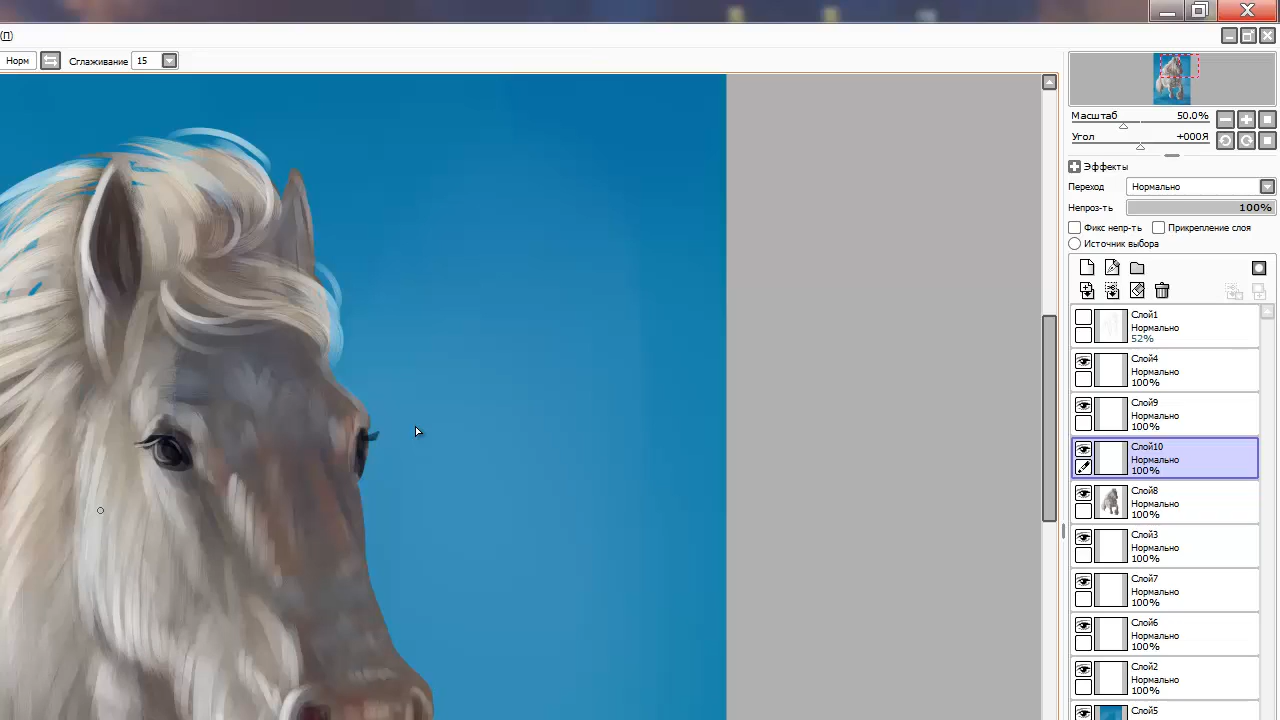 (П)
Норм
Сглаживание 15
Масштаб 50.0%
Угол +000Я
Эффекты
Переход Нормально
Непроз-ть 100%
Фикс непр-ть Прикрепление слоя
Источник выбора
Слой1
Нормально
52%
Слой4
Нормально
100%
Слой9
Нормально
100%
Слой10
Нормально
100%
Слой8
Нормально
100%
Слой3
Нормально
100%
Слой7
Нормально
100%
Слой6
Нормально
100%
Слой2
Нормально
100%
Слой5